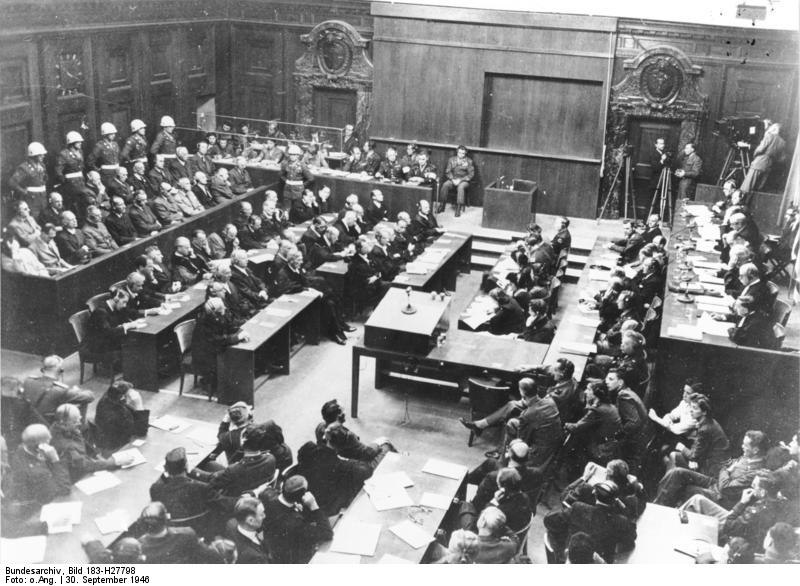 Bundesarchiv, Bild 183-H27798
Foto: o.Ang. | 30. September 1946